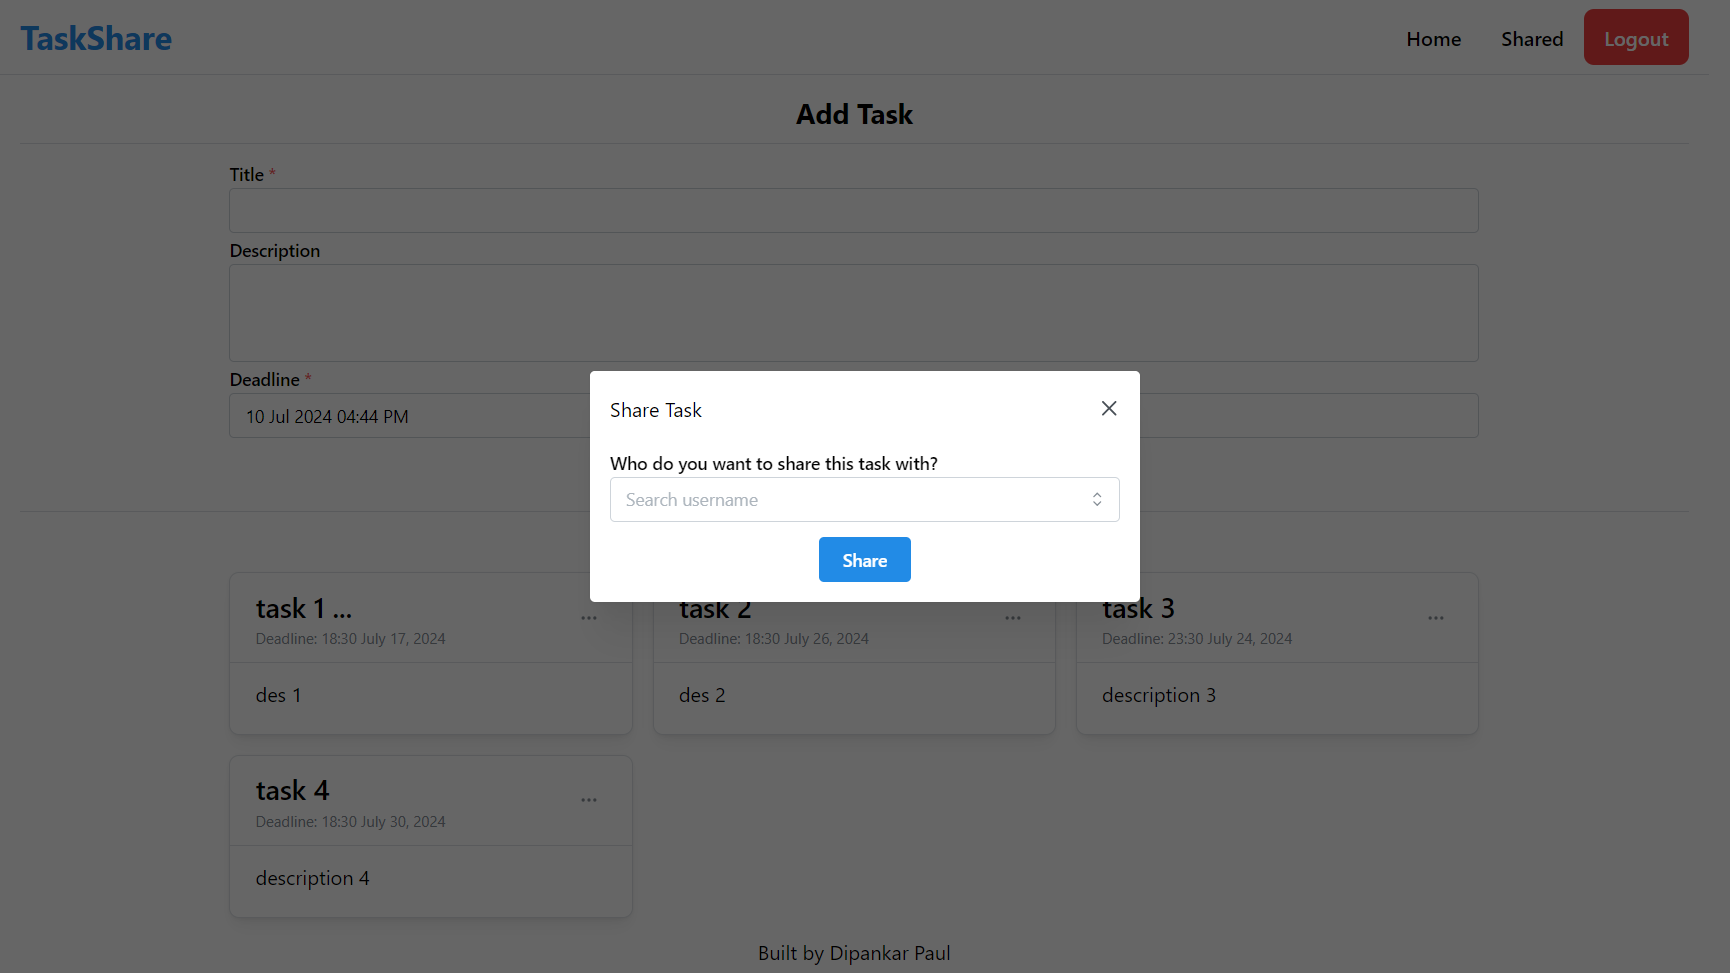 TaskShare
Home Shared Logout
Add Task
Title *
Description
Deadline *
10 Jul 2024 04:44 PM
Share Task
Who do you want to share this task with?
Search username
Share
task 1 ...
Deadline: 18:30 July 17, 2024
des 1
task 2
Deadline: 18:30 July 26, 2024
des 2
task 3
Deadline: 23:30 July 24, 2024
description 3
task 4
Deadline: 18:30 July 30, 2024
description 4
Built by Dipankar Paul